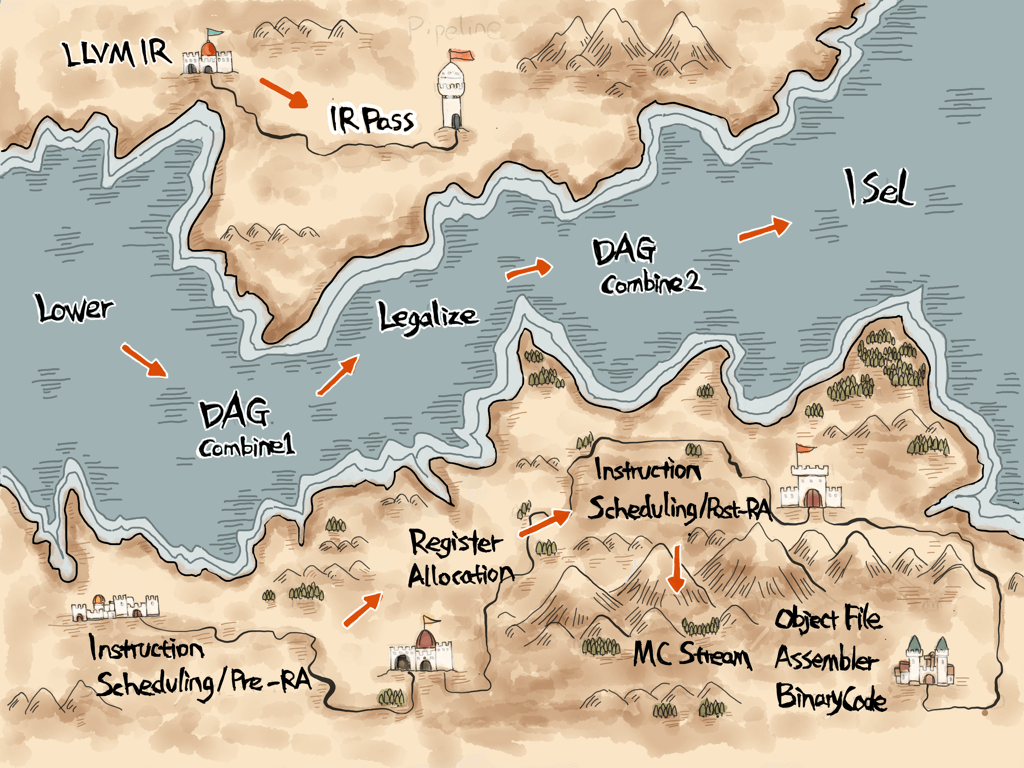 Pipeline
LLVM IR
IR Pass
ISel
DAG
Combine2
Lower
Legalize
DAG
Combine1
Instruction
Scheduling/Post-RA
Register
Allocation
Instruction
Scheduling/Pre-RA
MC Stream
Object File
Assembler
BinaryCode